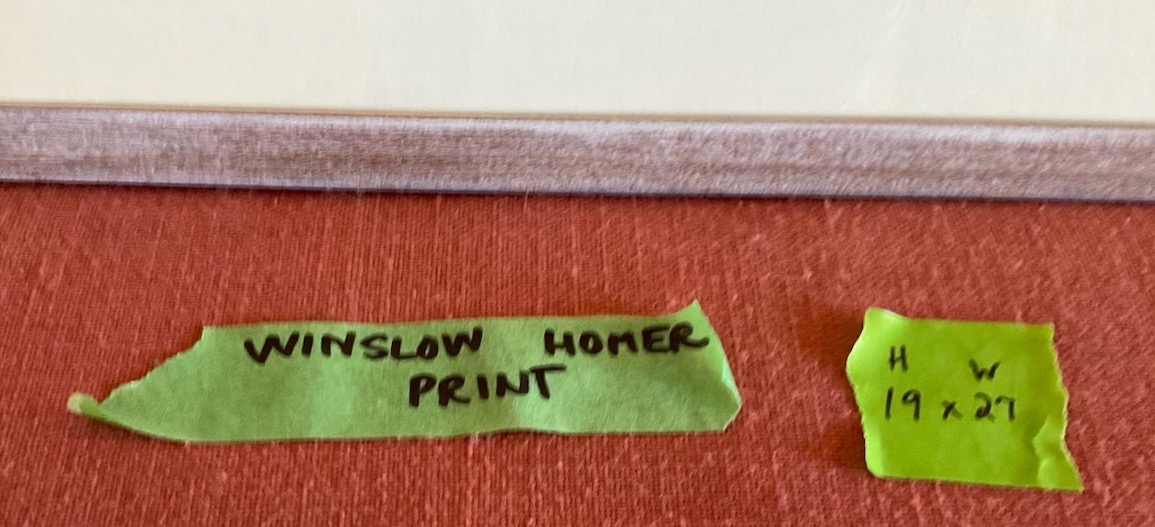 WINSLOW HOMER
PRINT
H W
19 x 27